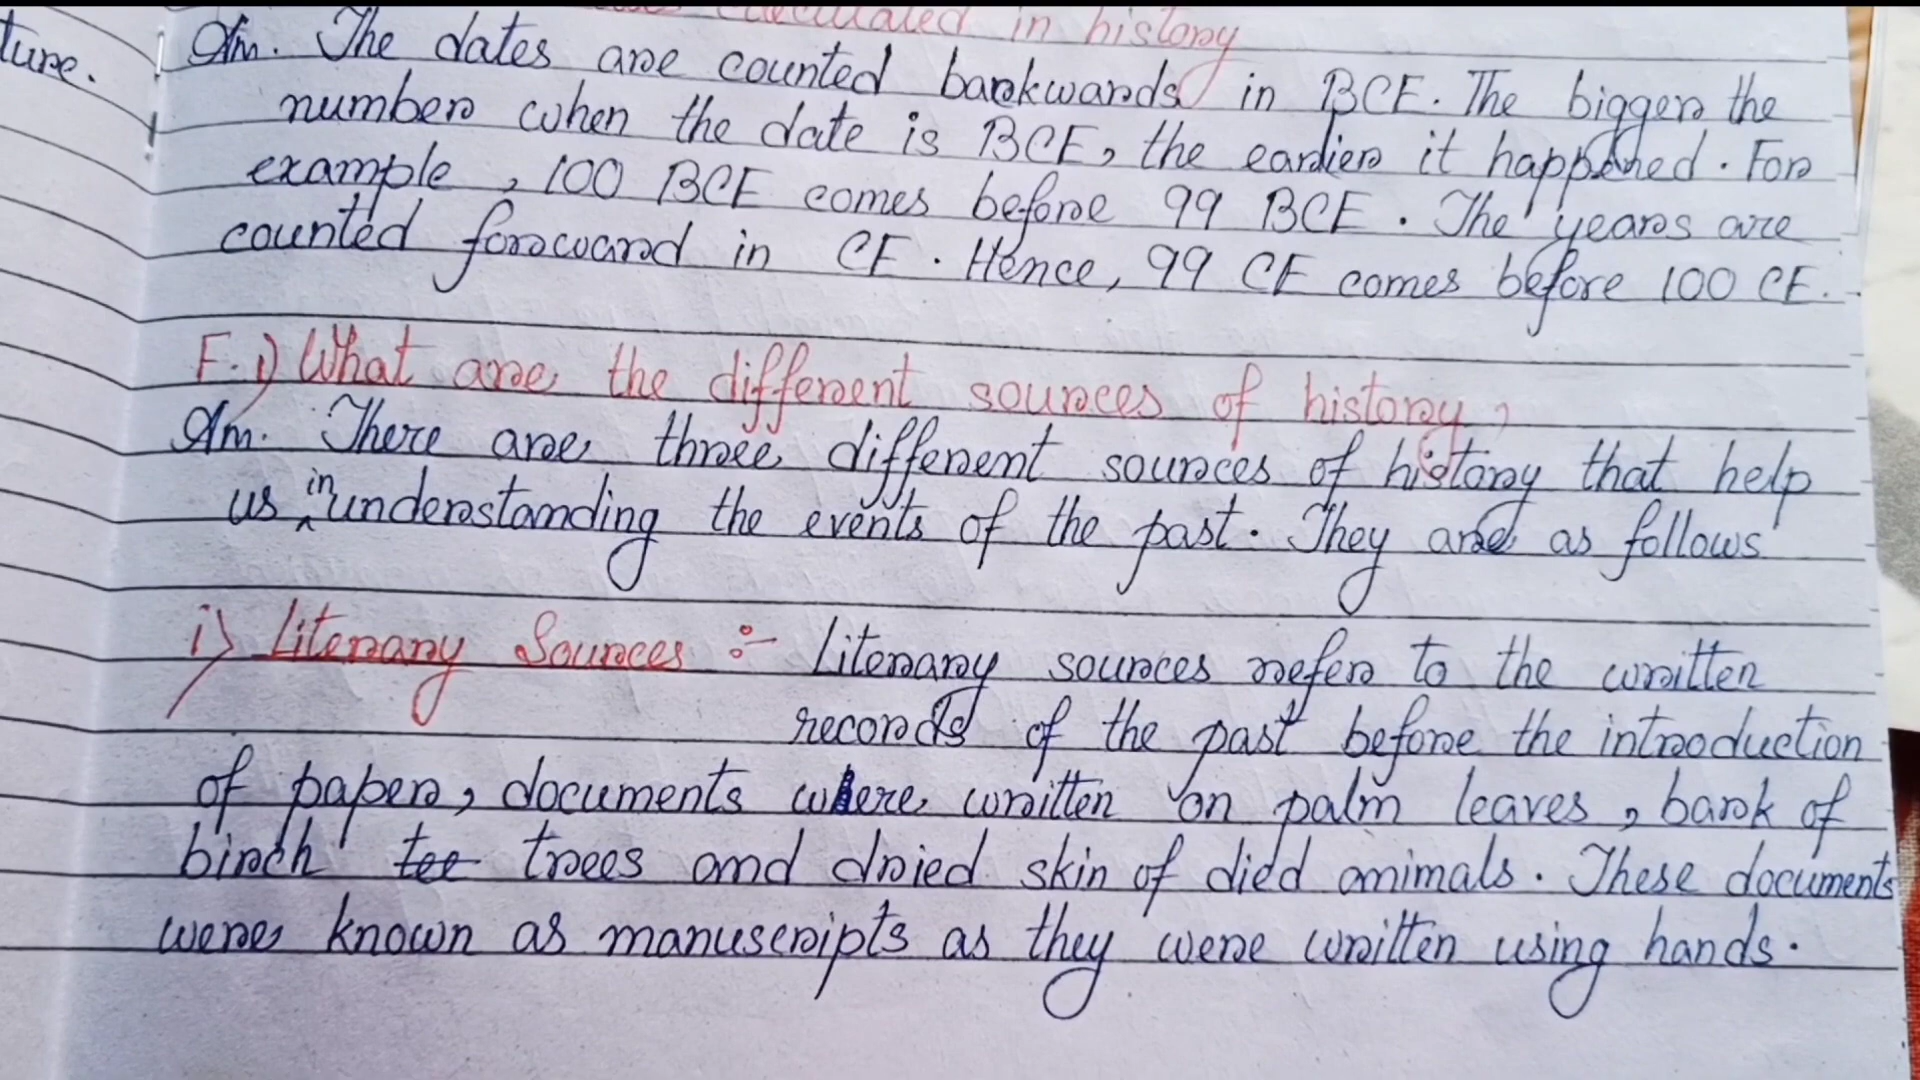 ture.
in history
Ans. The dates are counted backwards in BCE. The bigger the
number when the date is BCE, the earlier it happened. For
example, 100 BCE comes before 99 BCE. The years are
counted forward in CE. Hence, 99 CE comes before 100 CE.
F. i) What are the different sources of history?
Ans. There are three different sources of history that help
us in understanding the events of the past. They are as follows
i) Literary Sources :- Literary sources refer to the written
records of the past before the introduction
of paper, documents where written on palm leaves, bark of
birch tee trees and dried skin of died animals. These documents
were known as manuscripts as they were written using hands.